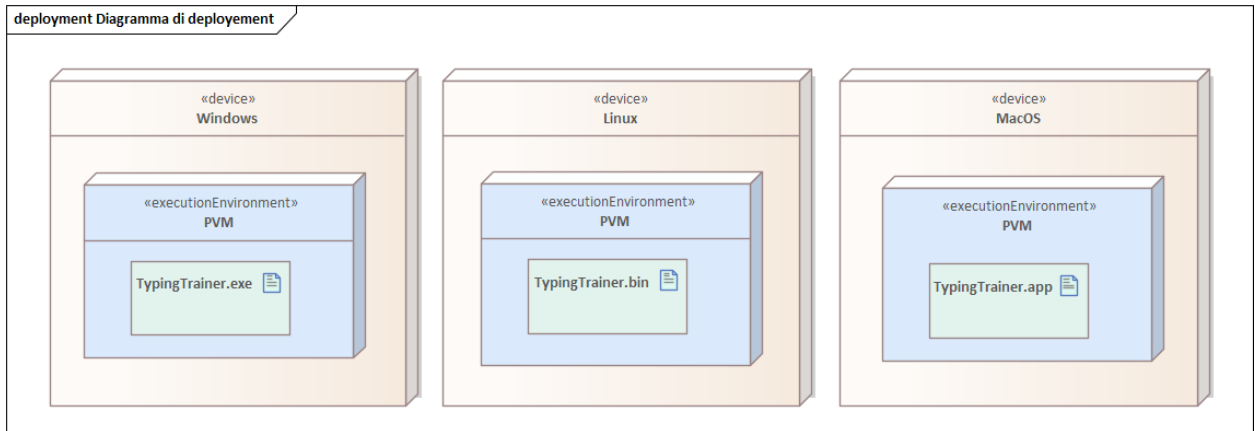 deployment Diagramma di deployement
«device»
Windows
«executionEnvironment»
PVM
TypingTrainer.exe
«device»
Linux
«executionEnvironment»
PVM
TypingTrainer.bin
«device»
MacOS
«executionEnvironment»
PVM
TypingTrainer.app